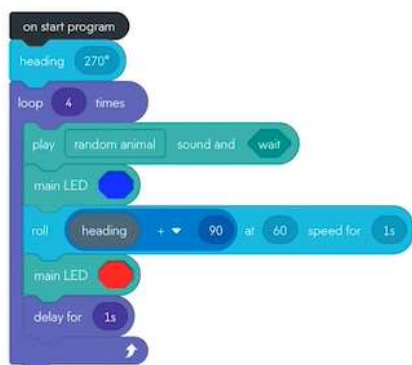 on start program
heading 270°
loop 4 times
play random animal sound and wait
main LED
roll heading + 90 at 60 speed for 1s
main LED
delay for 1s